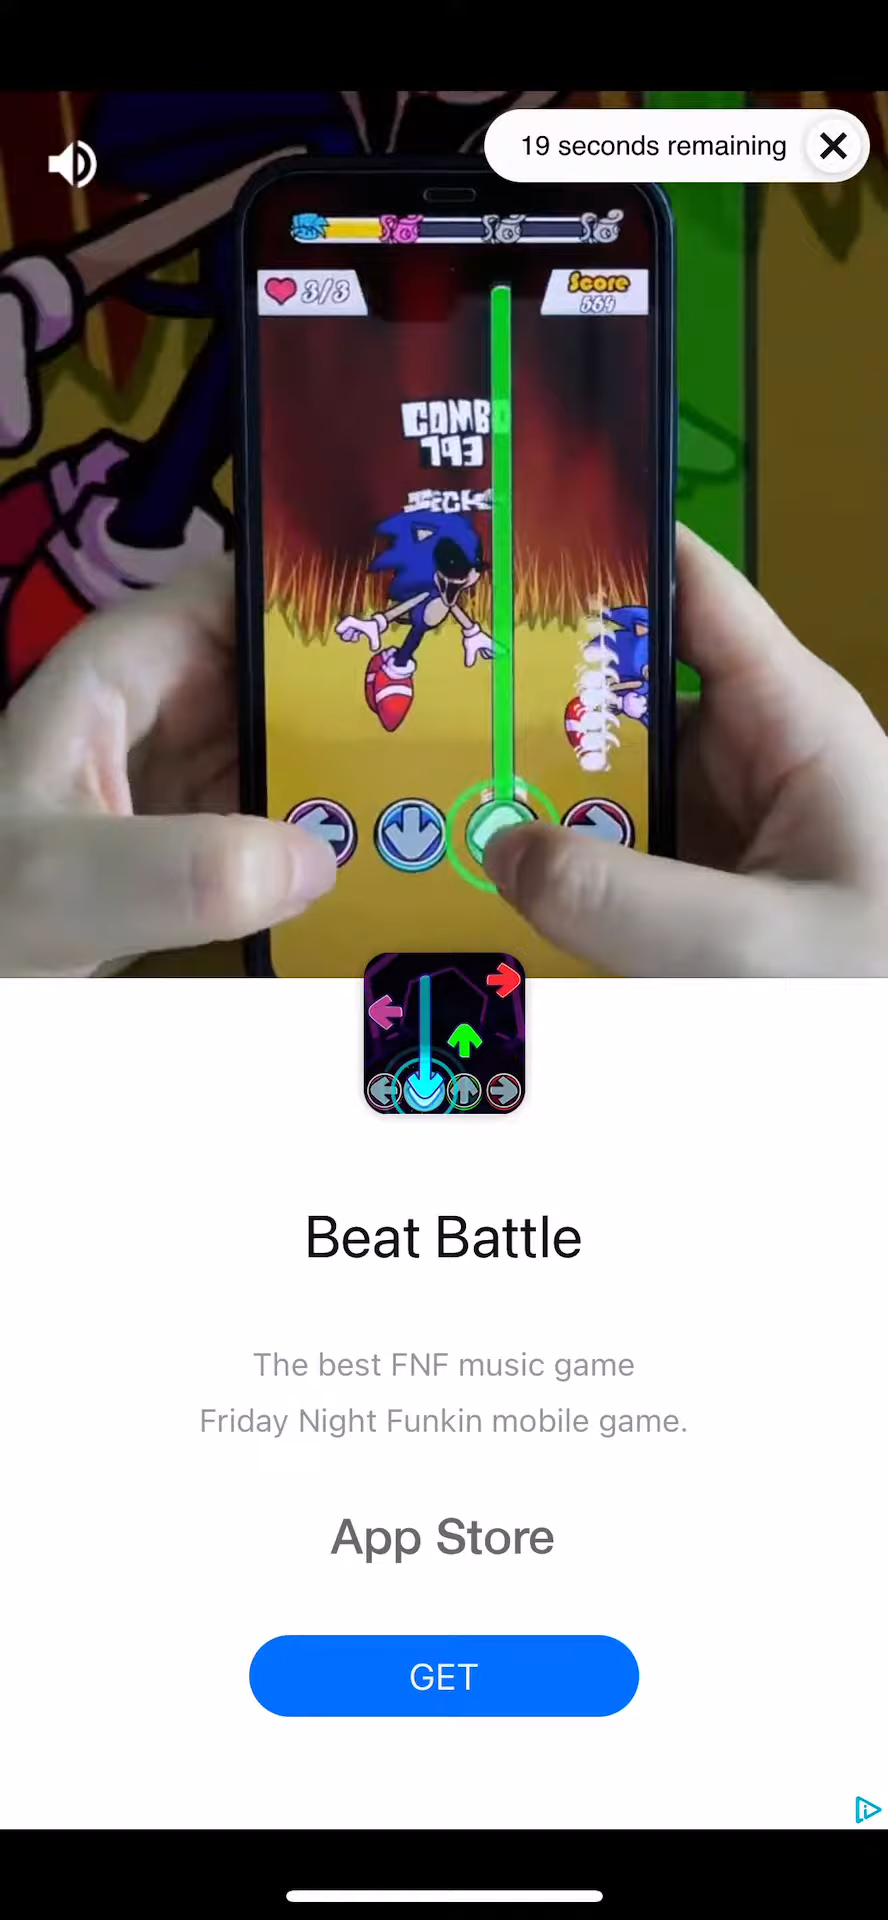 19 seconds remaining
3/3
Score
564
COMBO
193
Beat Battle
The best FNF music game
Friday Night Funkin mobile game.
App Store
GET